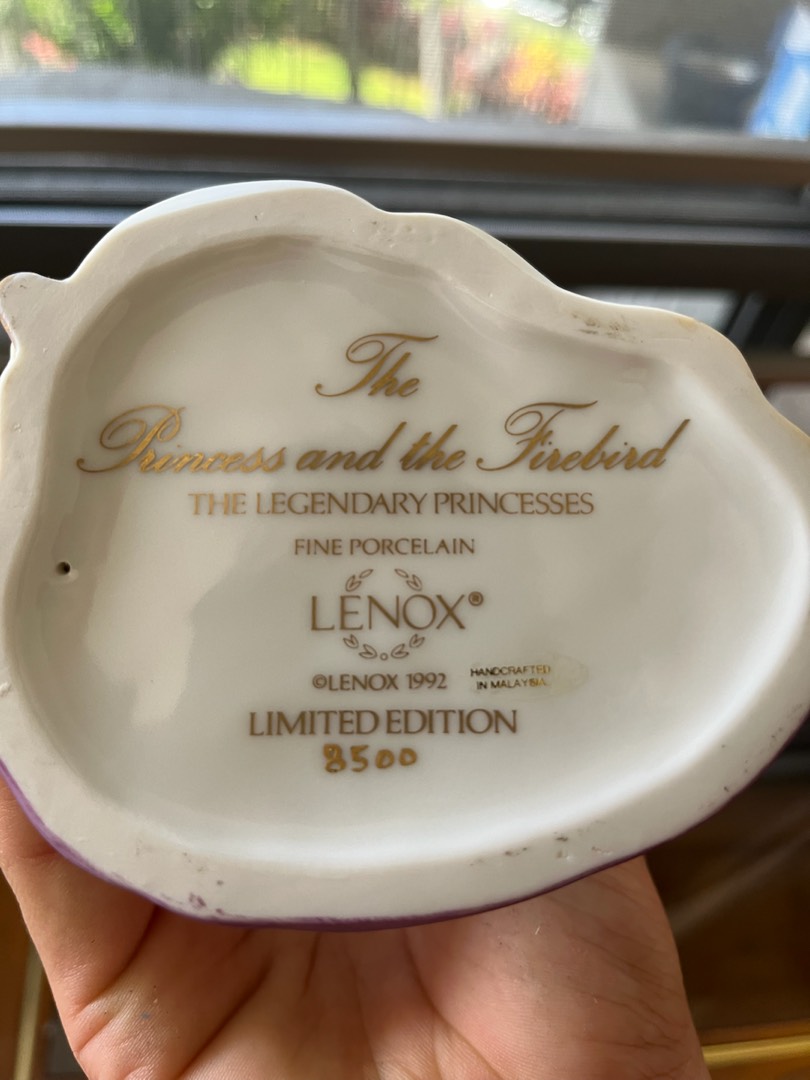 The
Princess and the Firebird
THE LEGENDARY PRINCESSES
FINE PORCELAIN
LENOX®
©LENOX 1992
HANDCRAFTED
IN MALAYSIA
LIMITED EDITION
8500